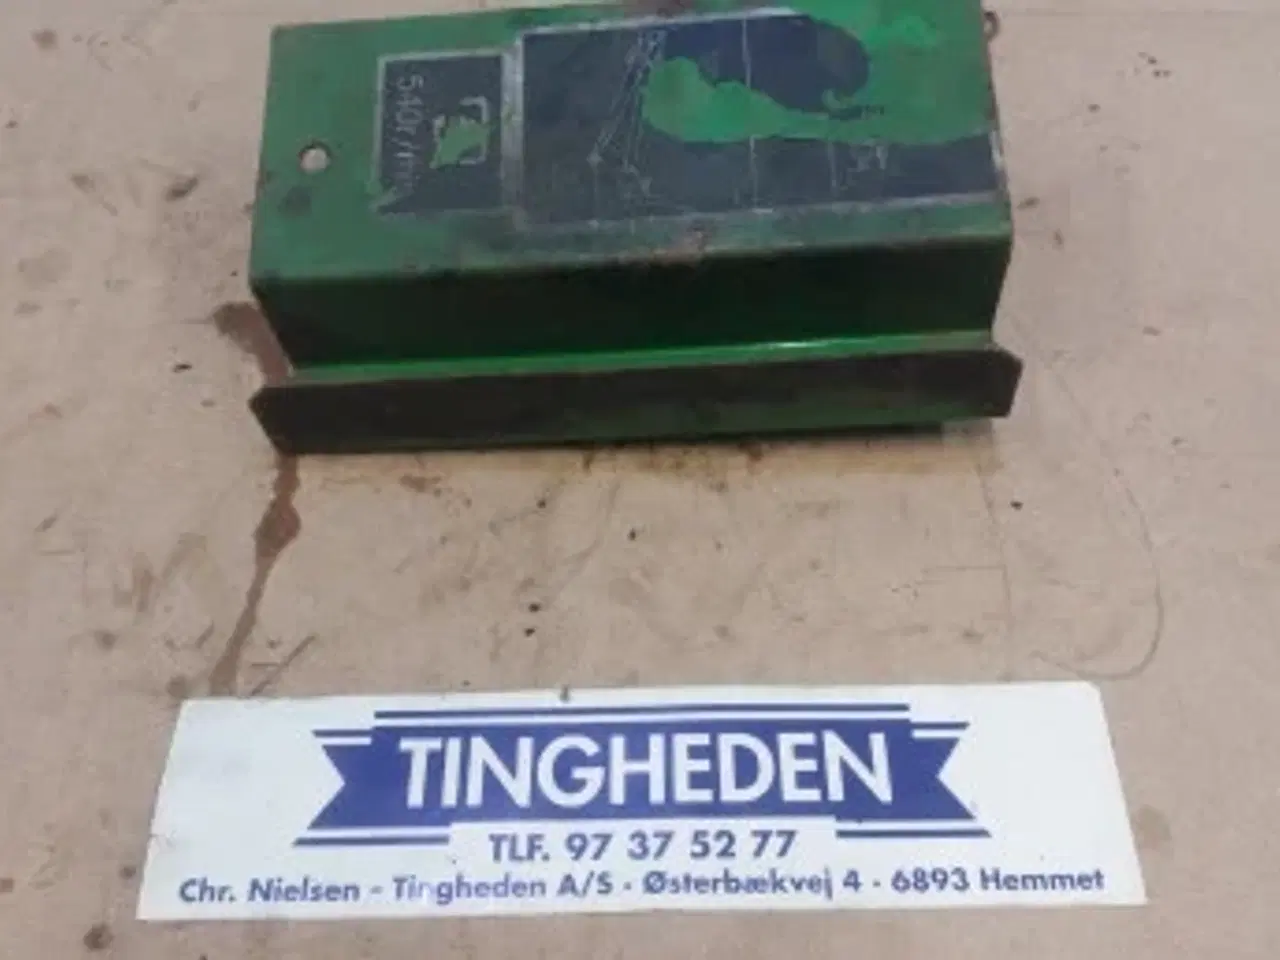 540r/min
TINGHEDEN
TLF. 97 37 52 77
Chr. Nielsen - Tingheden A/S - Østerbækvej 4 - 6893 Hemmet